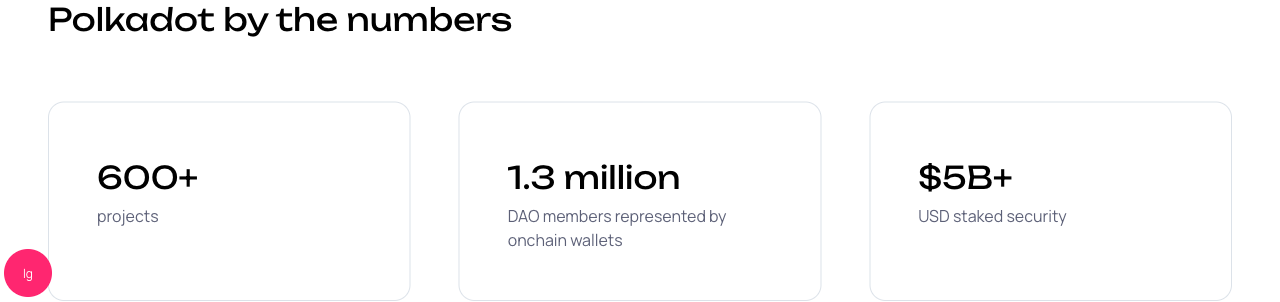 Polkadot by the numbers
600+
projects
1.3 million
DAO members represented by
onchain wallets
$5B+
USD staked security
lg